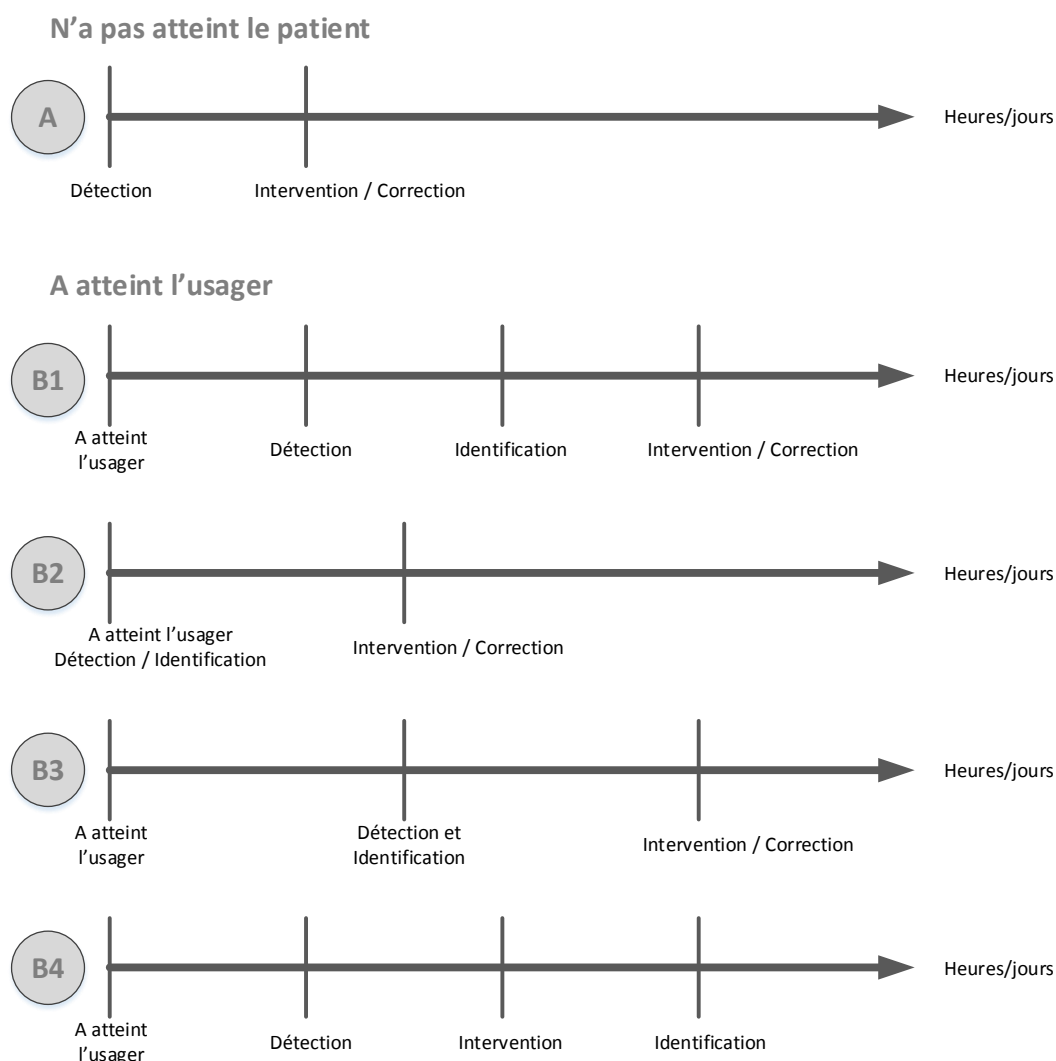 N’a pas atteint le patient
A
Heures/jours
Détection
Intervention / Correction
A atteint l’usager
B1
Heures/jours
A atteint
l’usager
Détection
Identification
Intervention / Correction
B2
Heures/jours
A atteint l’usager
Détection / Identification
Intervention / Correction
B3
Heures/jours
A atteint
l’usager
Détection et
Identification
Intervention / Correction
B4
Heures/jours
A atteint
l’usager
Détection
Intervention
Identification